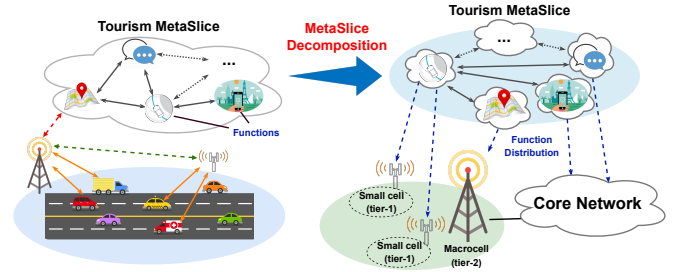 Tourism MetaSlice
...
Functions
MetaSlice
Decomposition
Tourism MetaSlice
...
Function
Distribution
Small cell
(tier-1)
Small cell
(tier-1)
Macrocell
(tier-2)
Core Network